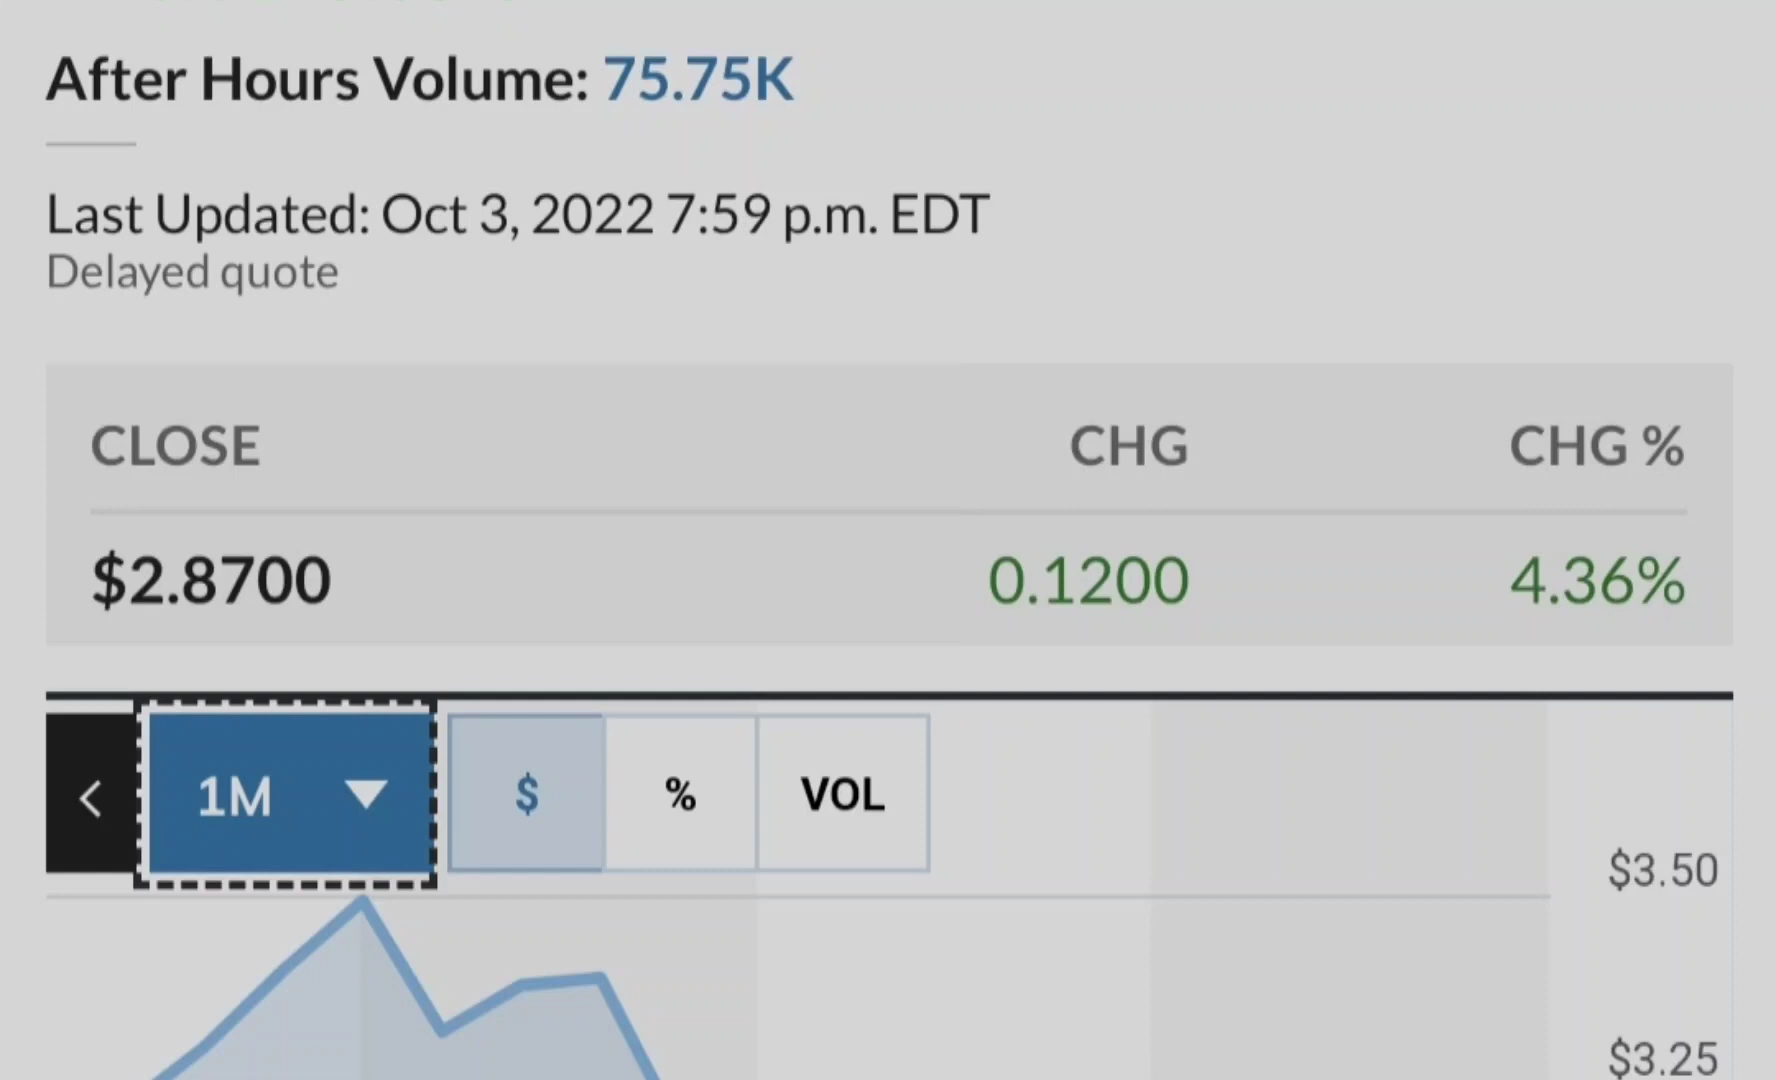 After Hours Volume: 75.75K
Last Updated: Oct 3, 2022 7:59 p.m. EDT
Delayed quote
CLOSE CHG CHG %
$2.8700 0.1200 4.36%
1M $ % VOL
$3.50
$3.25